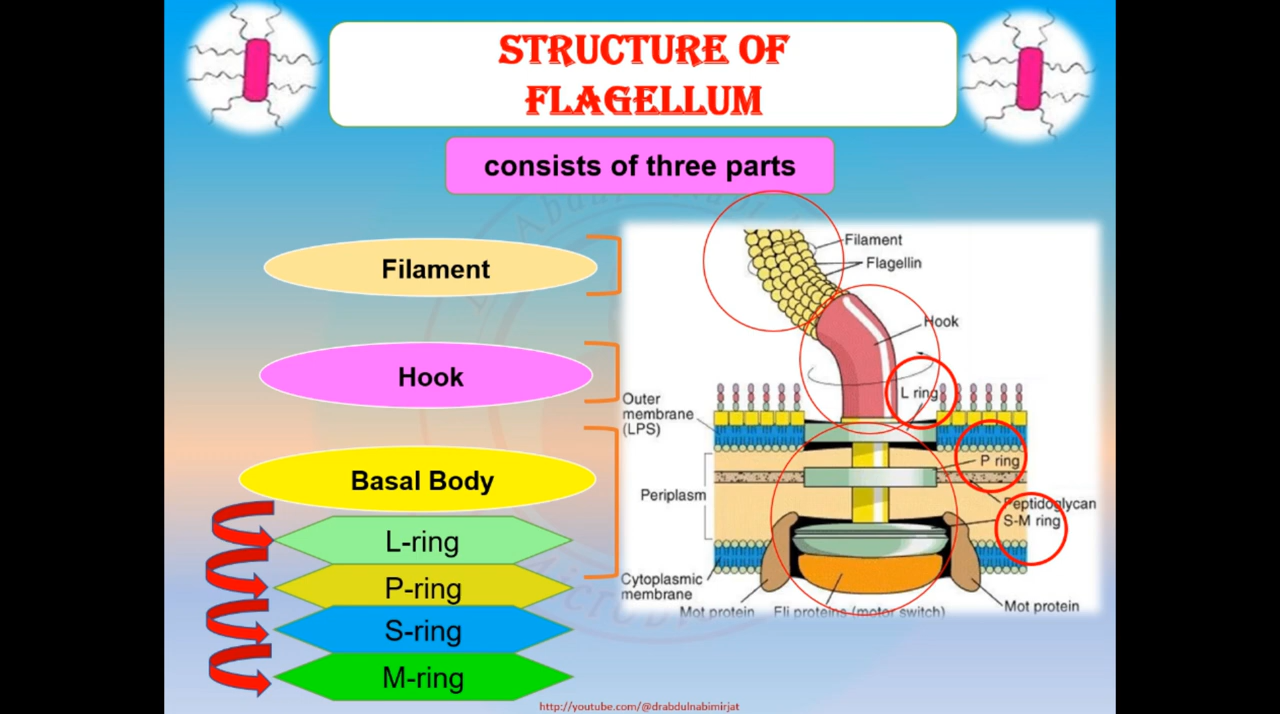 STRUCTURE OF
FLAGELLUM
consists of three parts
Filament
Hook
Basal Body
L-ring
P-ring
S-ring
M-ring
Filament
Flagellin
Hook
L ring
Outer
membrane
(LPS)
P ring
Periplasm
Peptidoglycan
S-M ring
Cytoplasmic
membrane
Mot protein
Fli proteins (motor switch)
Mot protein
http://youtube.com/@drabdulnabimirjat